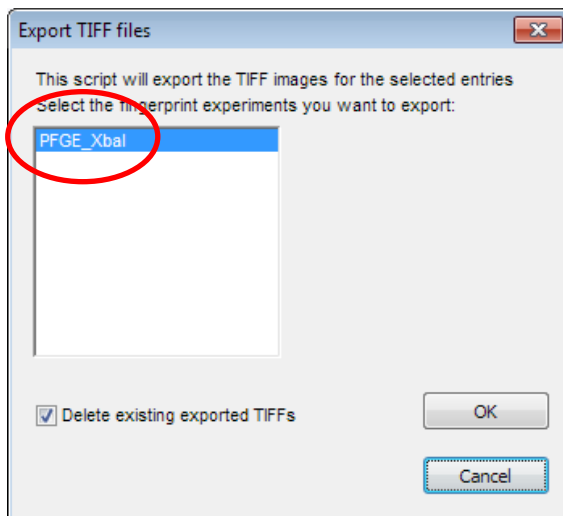 Export TIFF files
This script will export the TIFF images for the selected entries
Select the fingerprint experiments you want to export:
PFGE_XbaI
Delete existing exported TIFFs
OK
Cancel